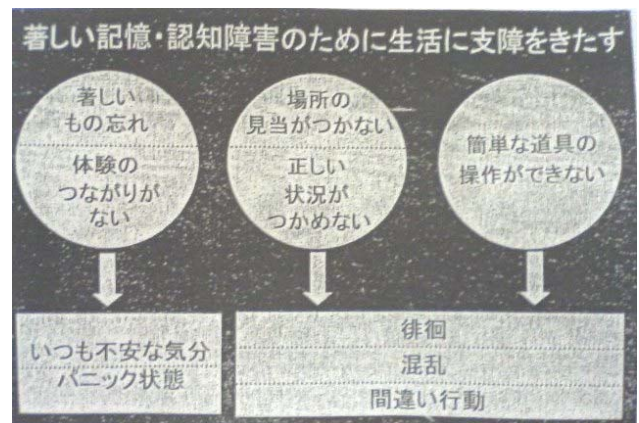 著しい記憶・認知障害のために生活に支障をきたす
著しい
もの忘れ
体験の
つながりが
ない
場所の
見当がつかない
正しい
状況が
つかめない
簡単な道具の
操作ができない
いつも不安な気分
パニック状態
徘徊
混乱
間違い行動